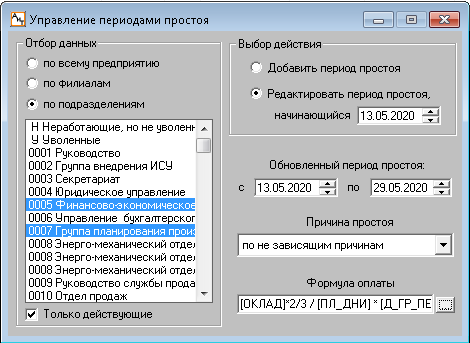 Управление периодами простоя
Отбор данных
по всему предприятию
по филиалам
по подразделениям
Н Неработающие, но не уволенн
У Уволенные
0001 Руководство
0002 Группа внедрения ИСУ
0003 Секретариат
0004 Юридическое управление
0005 Финансово-экономическое
0006 Управление бухгалтерског
0007 Группа планирования прои
0008 Энерго-механический отдел
0008 Энерго-механический отдел
0008 Энерго-механический отдел
0009 Руководство службы прода
0010 Отдел продаж
Только действующие
Выбор действия
Добавить период простоя
Редактировать период простоя,
начинающийся 13.05.2020
Обновленный период простоя:
с 13.05.2020 по 29.05.2020
Причина простоя
по не зависящим причинам
Формула оплаты
[ОКЛАД]*2/3 / [ПЛ_ДНИ] * [Д_ГР_ПЕ ...